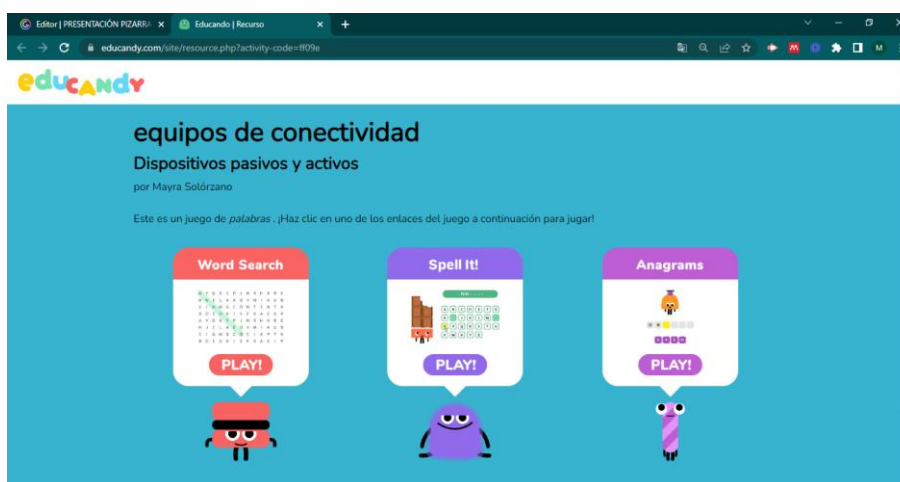 Editor | PRESENTACIÓN PIZARRA
Educando | Recurso
educandy.com/site/resource.php?activity-code=ff09e
M
eduCANDY
equipos de conectividad
Dispositivos pasivos y activos
por Mayra Solórzano
Este es un juego de palabras . ¡Haz clic en uno de los enlaces del juego a continuación para jugar!
Word Search
Spell It!
Anagrams
PLAY!
PLAY!
PLAY!